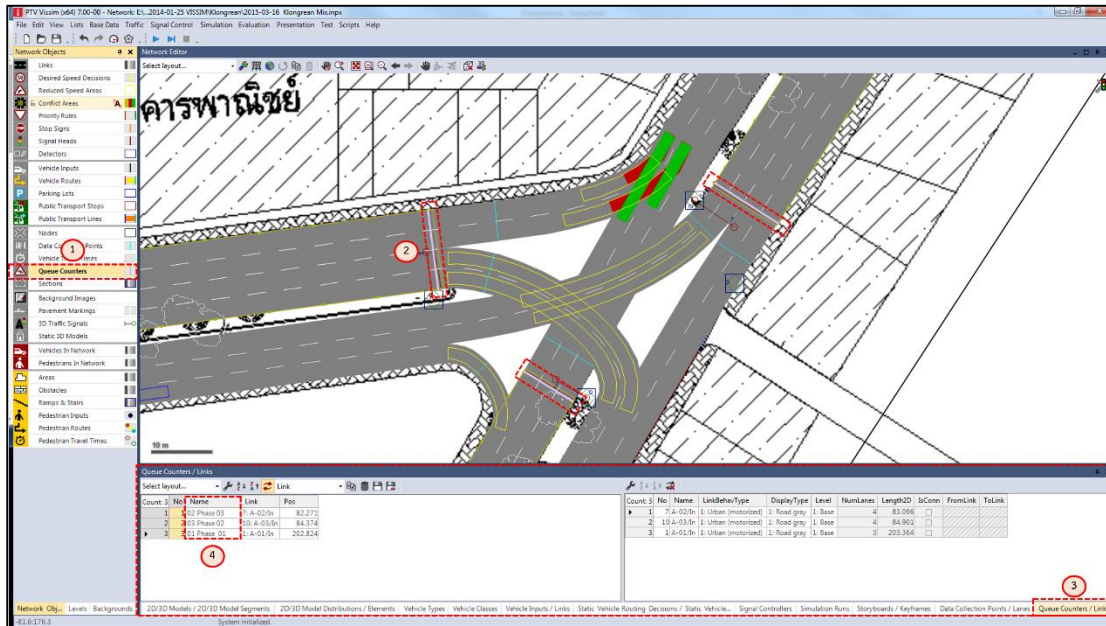 PTV Vissim (x64) 7.00-00 - Network: E:\...2014-01-25 VISSIM\Klongrean\2015-03-16 Klongrean Mic.inpx
File Edit View Lists Base Data Traffic Signal Control Simulation Evaluation Presentation Test Scripts Help
Network Objects
Network Editor
Select layout...
Links
Desired Speed Decisions
Reduced Speed Areas
Conflict Areas
Priority Rules
Stop Signs
Signal Heads
Detectors
Vehicle Inputs
Vehicle Routes
Parking Lots
Public Transport Stops
Public Transport Lines
Nodes
Data Points
1
Vehicle Times
Queue Counters
Sections
Background Images
Pavement Markings
3D Traffic Signals
Static 3D Models
Vehicles In Network
Pedestrians In Network
Areas
Obstacles
Ramps & Stairs
Pedestrian Inputs
Pedestrian Routes
Pedestrian Travel Times
คารพาณิชย์
2
10 m
Queue Counters / Links
Select layout... Link
Count: 3 No Name Link Pos
1 02 Phase 03 7: A-02/In 82.271
2 03 Phase 02 10: A-03/In 84.374
3 01 Phase 01 1: A-01/In 202.824
4
Count: 3 No Name LinkBehavType DisplayType Level NumLanes Length2D IsConn FromLink ToLink
1 7 A-02/In 1: Urban (motorized) 1: Road gray 1: Base 4 83.096
2 10 A-03/In 1: Urban (motorized) 1: Road gray 1: Base 4 84.901
3 1 A-01/In 1: Urban (motorized) 1: Road gray 1: Base 3 203.364
3
Network Obj... Levels Backgrounds
2D/3D Models / 2D/3D Model Segments 2D/3D Model Distributions / Elements Vehicle Types Vehicle Classes Vehicle Inputs / Links Static Vehicle Routing Decisions / Static Vehicle... Signal Controllers Simulation Runs Storyboards / Keyframes Data Collection Points / Lanes Queue Counters / Link
-81.6:176.3 System initialized.